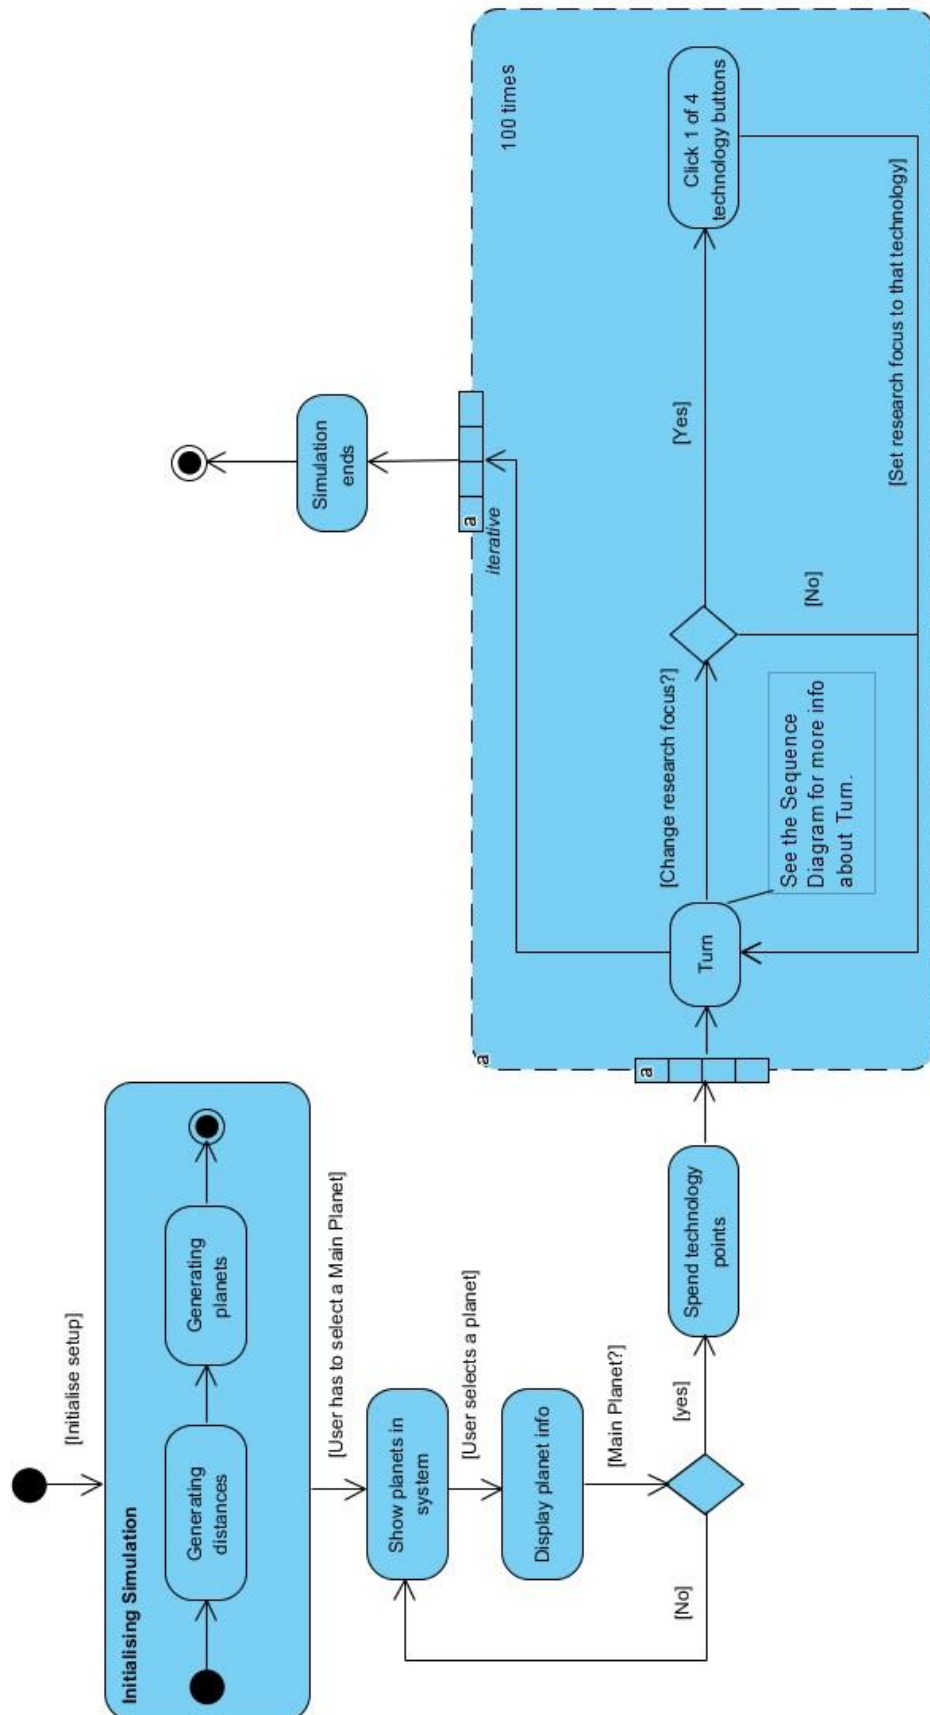 [Initialise setup]
Initialising Simulation
Generating
distances
Generating
planets
[User has to select a Main Planet]
Show planets in
system
[User selects a planet]
Display planet info
[Main Planet?]
[No]
[yes]
Spend technology
points
a
a
100 times
Turn
See the Sequence
Diagram for more info
about Turn.
[Change research focus?]
[Yes]
[No]
Click 1 of 4
technology buttons
[Set research focus to that technology]
iterative
a
Simulation
ends